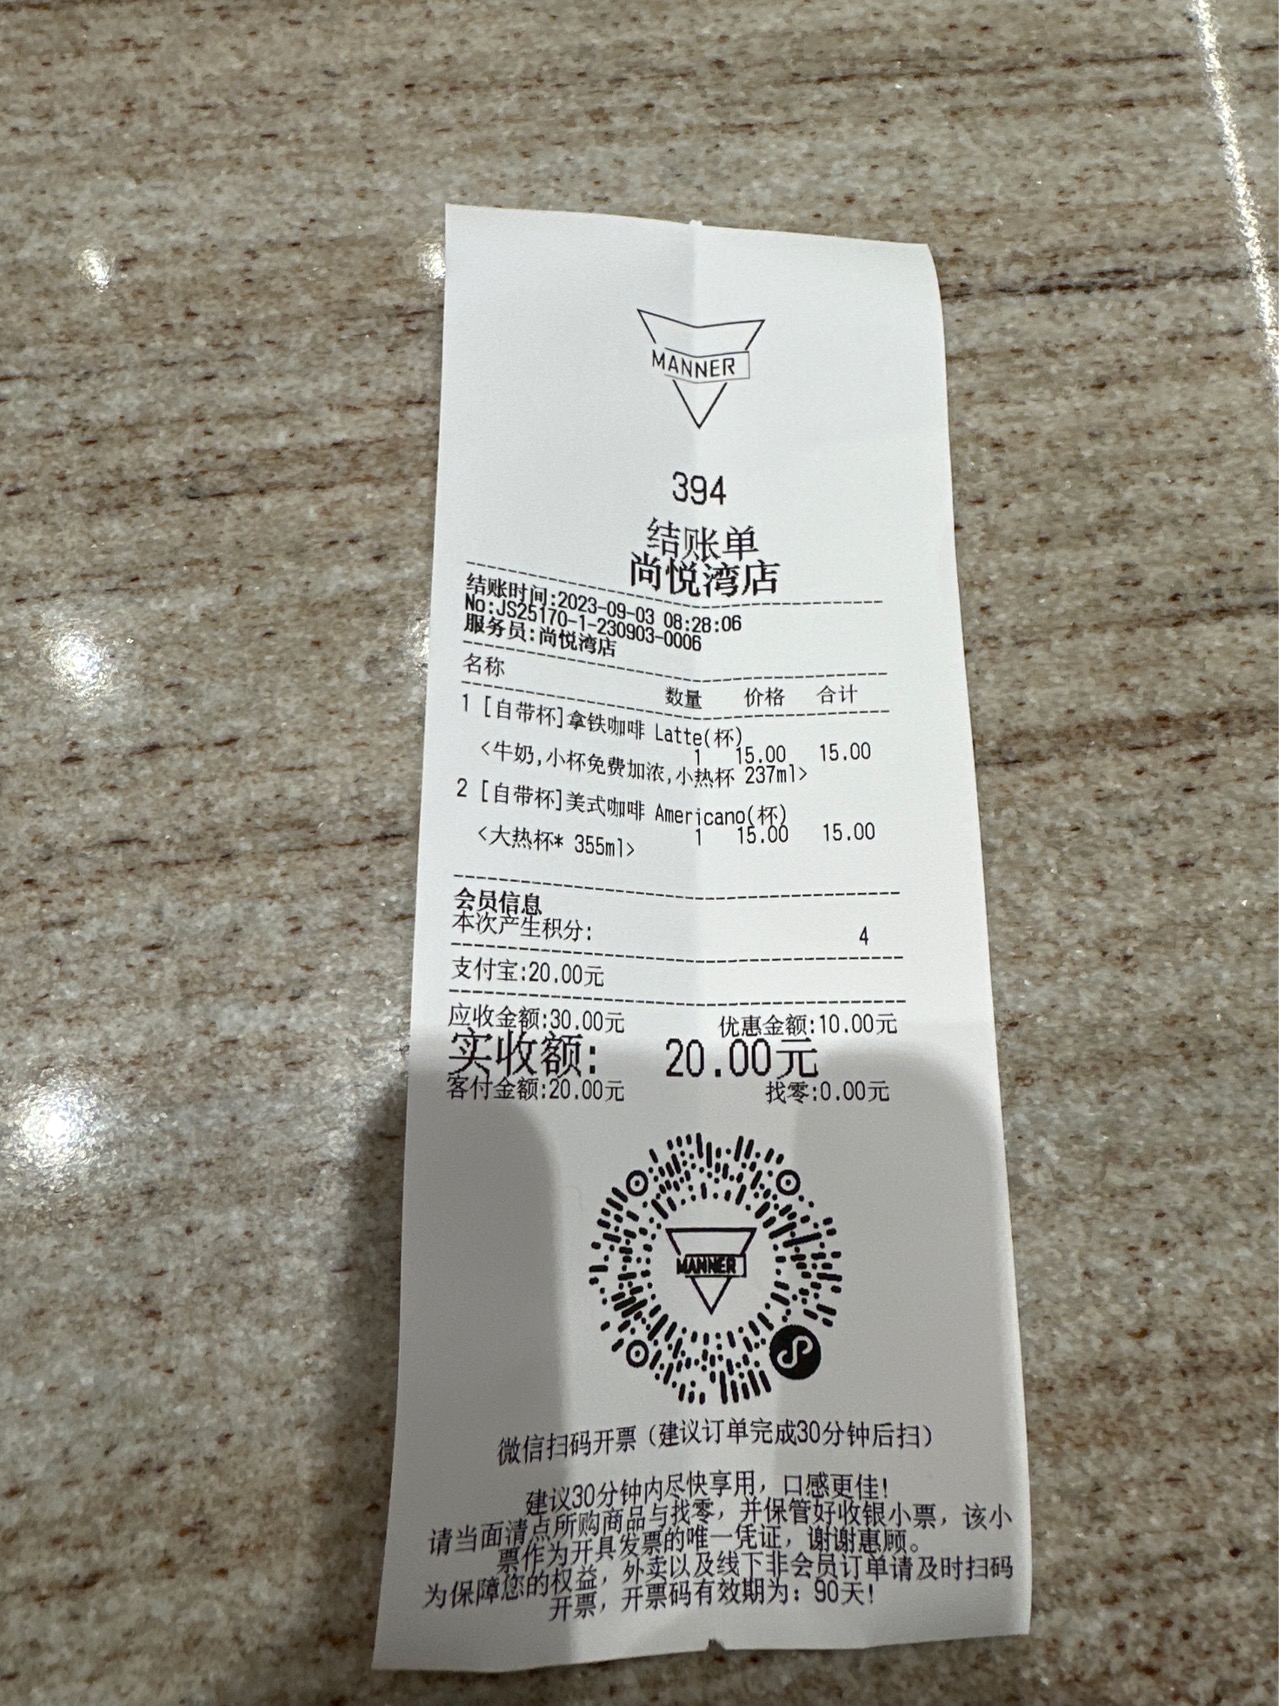 MANNER
394
结账单
尚悦湾店
结账时间:2023-09-03 08:28:06
No:JS25170-1-230903-0006
服务员:尚悦湾店
名称 数量 价格 合计
1 [自带杯]拿铁咖啡 Latte(杯)
1 15.00 15.00
<牛奶,小杯免费加浓,小热杯 237ml>
2 [自带杯]美式咖啡 Americano(杯)
1 15.00 15.00
<大热杯* 355ml>
会员信息
本次产生积分: 4
支付宝:20.00元
应收金额:30.00元 优惠金额:10.00元
实收额: 20.00元
客付金额:20.00元 找零:0.00元
MANNER
微信扫码开票（建议订单完成30分钟后扫）
建议30分钟内尽快享用，口感更佳!
请当面清点所购商品与找零，并保管好收银小票，该小
票作为开具发票的唯一凭证，谢谢惠顾。
为保障您的权益，外卖以及线下非会员订单请及时扫码
开票，开票码有效期为：90天!